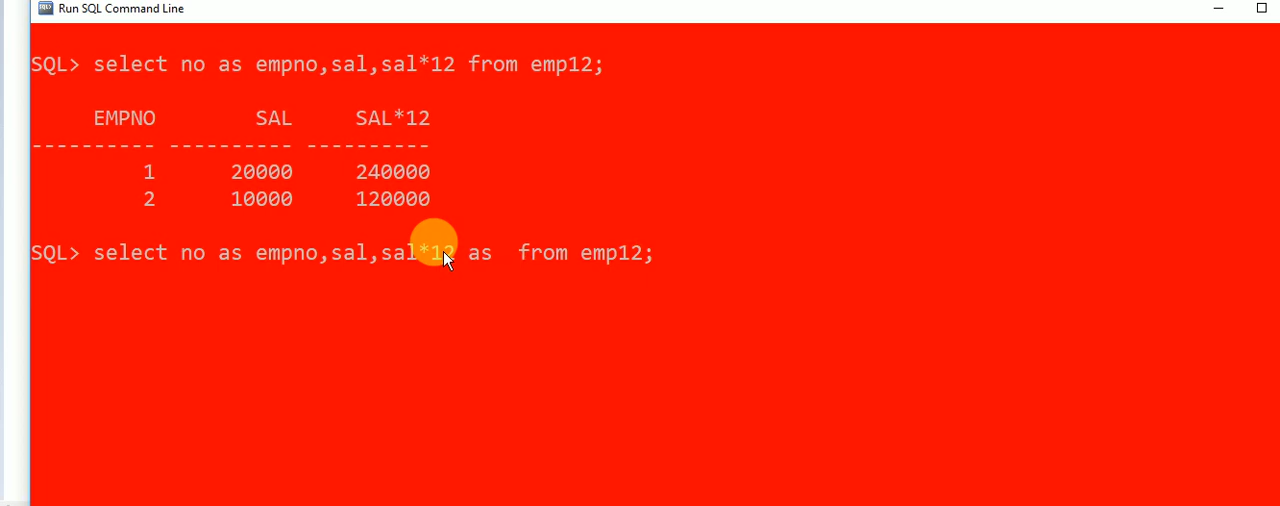 Run SQL Command Line
SQL> select no as empno,sal,sal*12 from emp12;
EMPNO SAL SAL*12
---------- ---------- ----------
1 20000 240000
2 10000 120000
SQL> select no as empno,sal,sal*12 as  from emp12;